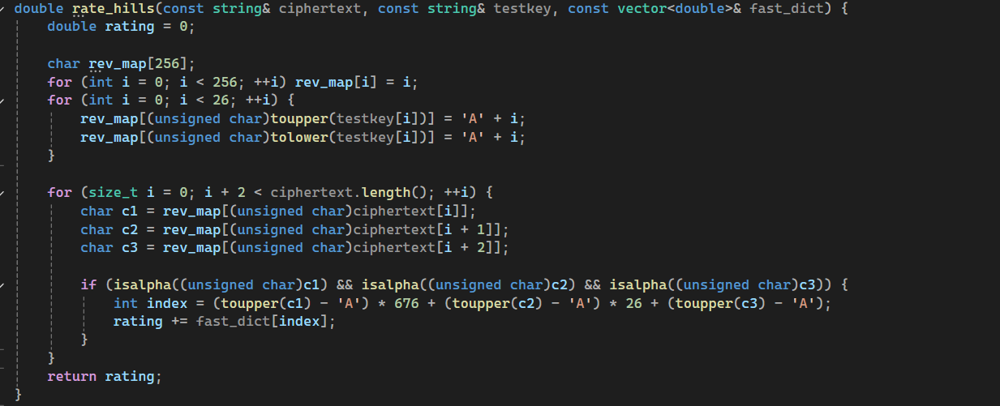 double rate_hills(const string& ciphertext, const string& testkey, const vector<double>& fast_dict) {
    double rating = 0;

    char rev_map[256];
    for (int i = 0; i < 256; ++i) rev_map[i] = i;
    for (int i = 0; i < 26; ++i) {
        rev_map[(unsigned char)toupper(testkey[i])] = 'A' + i;
        rev_map[(unsigned char)tolower(testkey[i])] = 'A' + i;
    }

    for (size_t i = 0; i + 2 < ciphertext.length(); ++i) {
        char c1 = rev_map[(unsigned char)ciphertext[i]];
        char c2 = rev_map[(unsigned char)ciphertext[i + 1]];
        char c3 = rev_map[(unsigned char)ciphertext[i + 2]];

        if (isalpha((unsigned char)c1) && isalpha((unsigned char)c2) && isalpha((unsigned char)c3)) {
            int index = (toupper(c1) - 'A') * 676 + (toupper(c2) - 'A') * 26 + (toupper(c3) - 'A');
            rating += fast_dict[index];
        }
    }
    return rating;
}